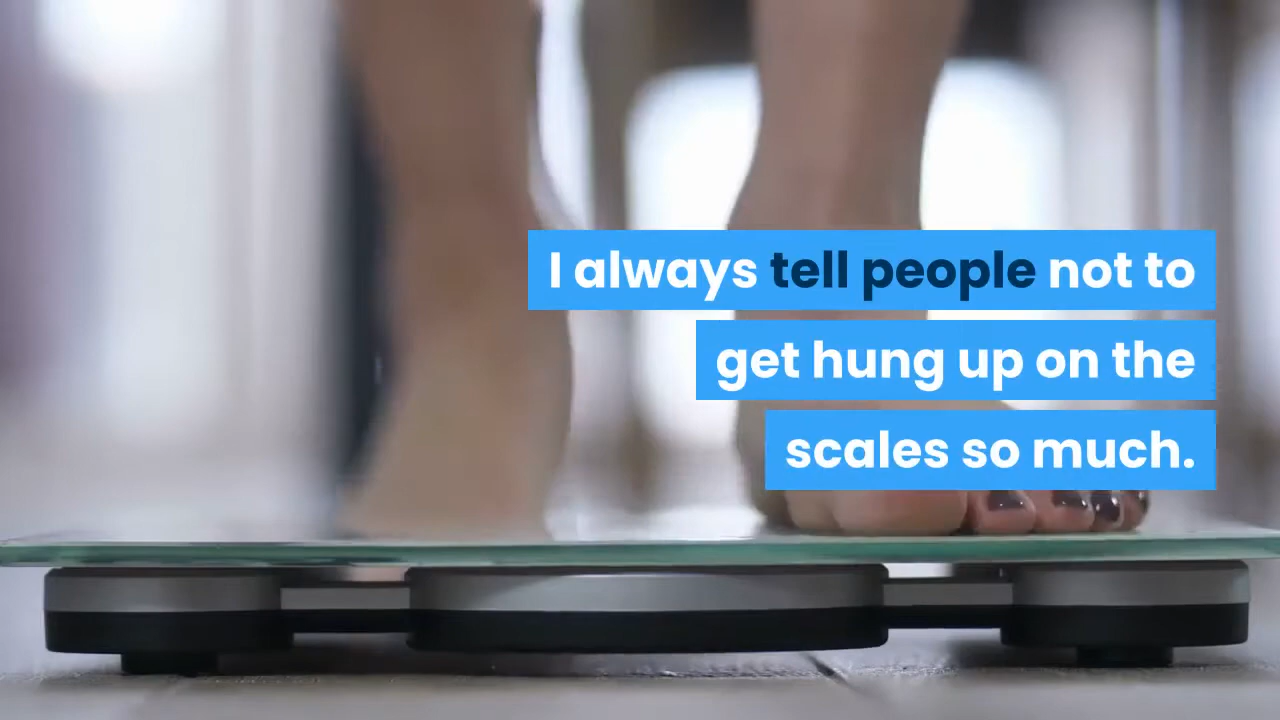 I always tell people not to
get hung up on the
scales so much.